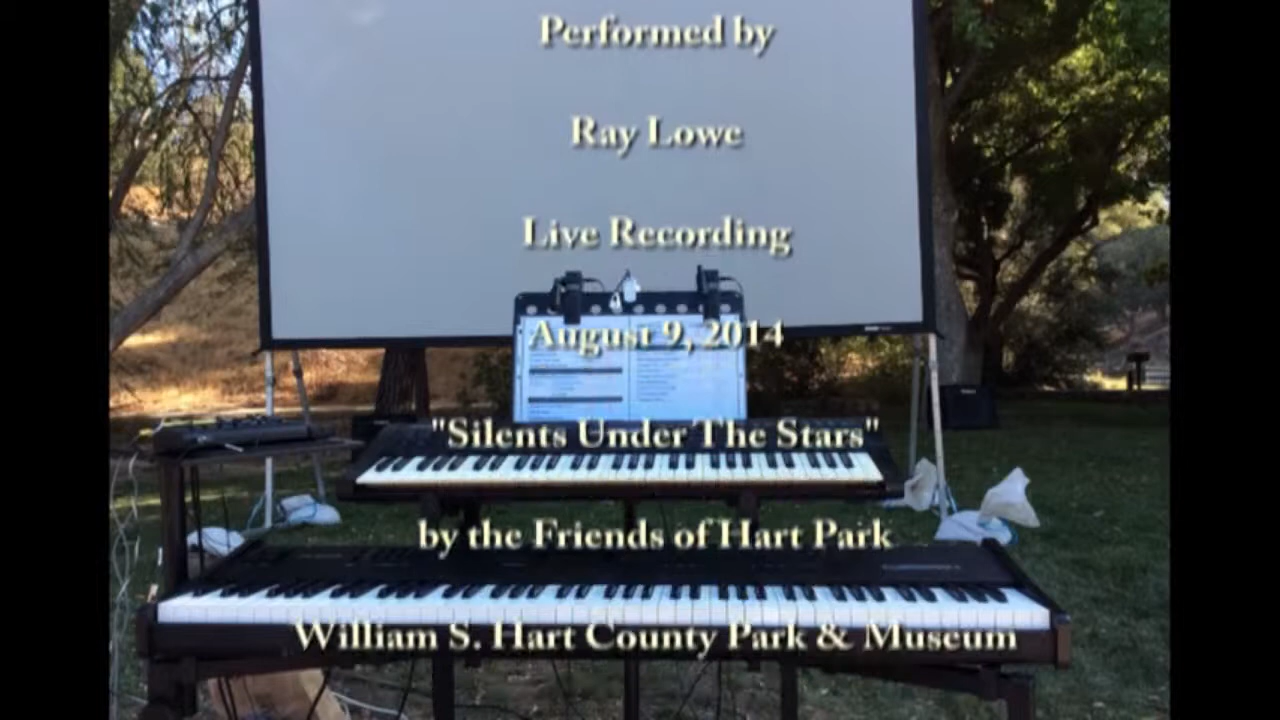 Performed by
Ray Lowe
Live Recording
August 9, 2014
"Silents Under The Stars"
by the Friends of Hart Park
William S. Hart County Park & Museum